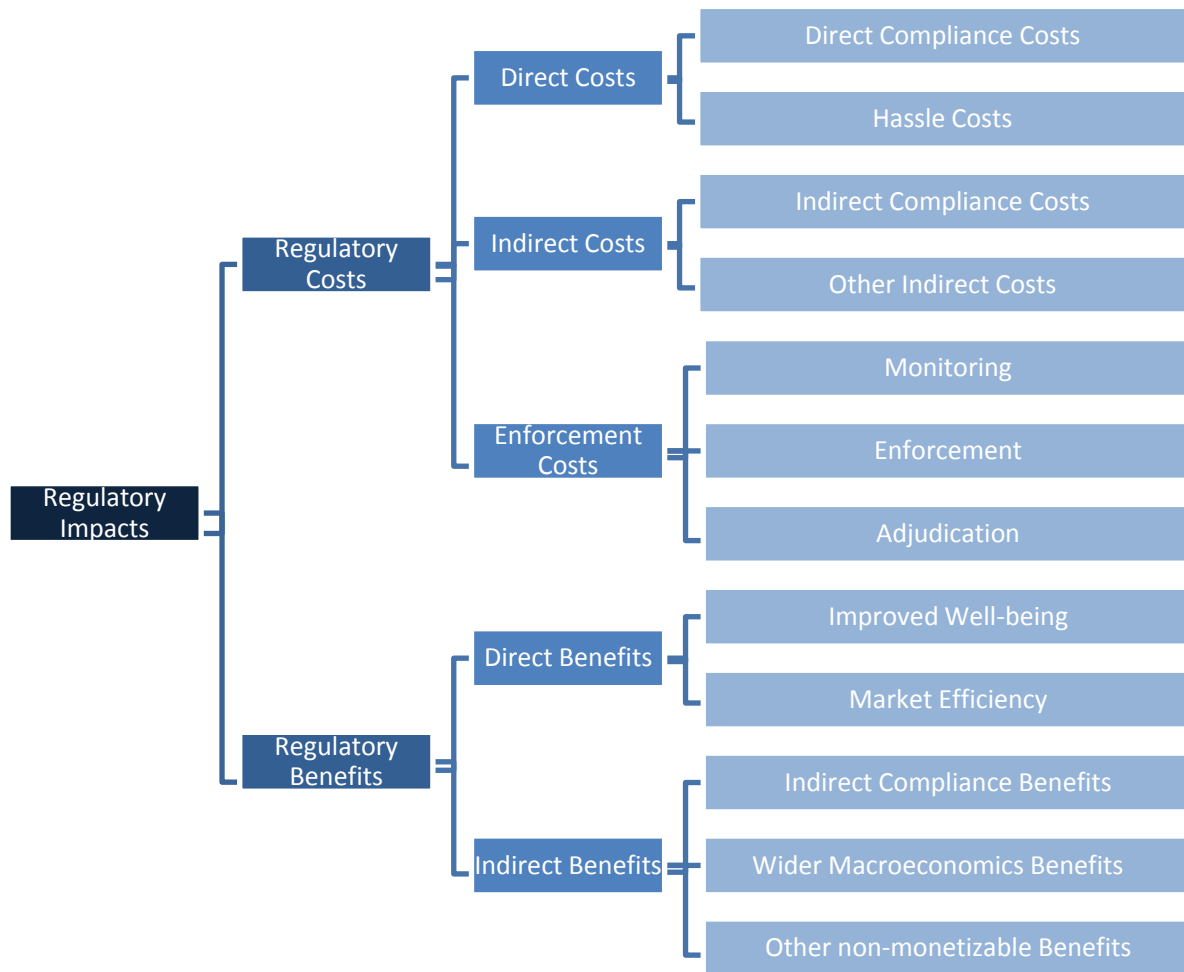 Direct Compliance Costs
Direct Costs
Hassle Costs
Indirect Compliance Costs
Regulatory
Costs
Indirect Costs
Other Indirect Costs
Monitoring
Enforcement
Costs
Enforcement
Regulatory
Impacts
Adjudication
Improved Well-being
Direct Benefits
Market Efficiency
Regulatory
Benefits
Indirect Compliance Benefits
Indirect Benefits
Wider Macroeconomics Benefits
Other non-monetizable Benefits